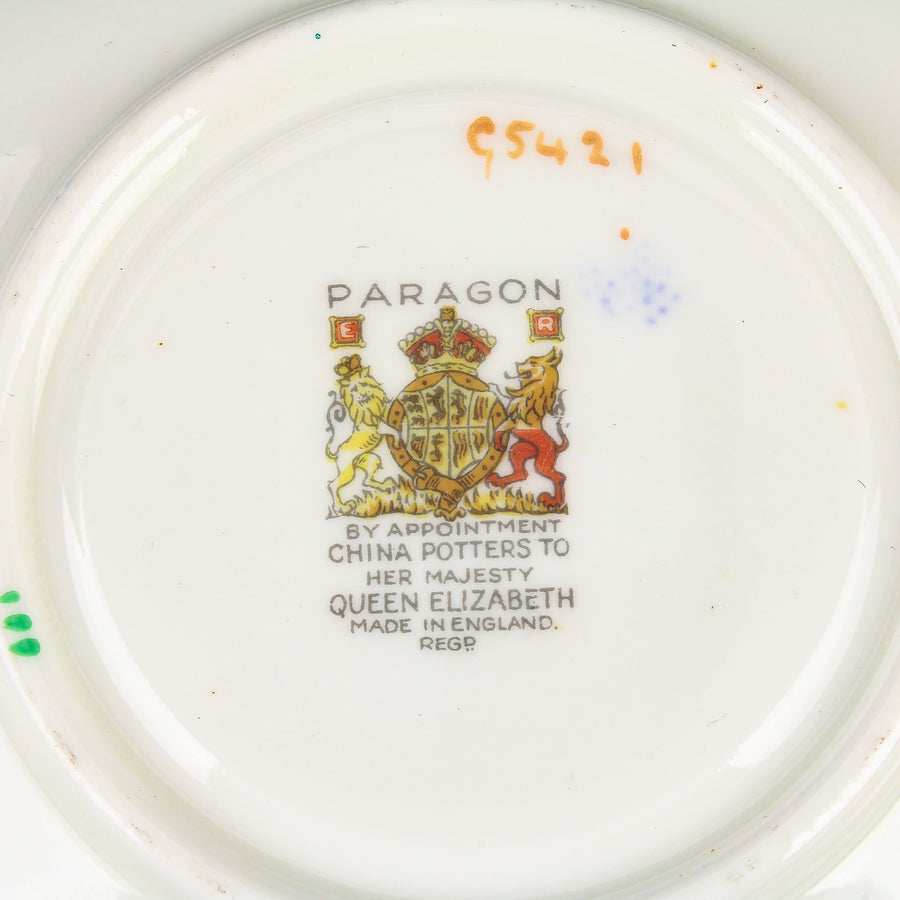 G5421
PARAGON
E R
BY APPOINTMENT
CHINA POTTERS TO
HER MAJESTY
QUEEN ELIZABETH
MADE IN ENGLAND.
REGD